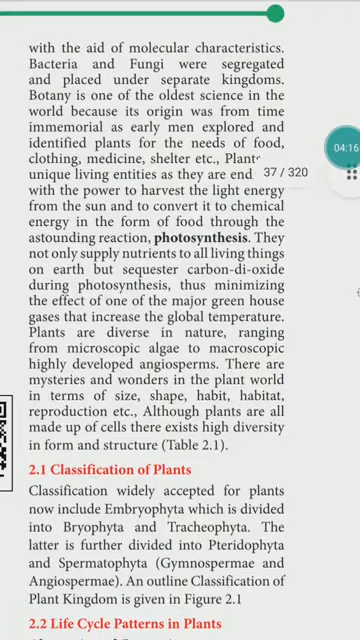 with the aid of molecular characteristics.
Bacteria and Fungi were segregated
and placed under separate kingdoms.
Botany is one of the oldest science in the
world because its origin was from time
immemorial as early men explored and
identified plants for the needs of food,
clothing, medicine, shelter etc., Plants
04:16
unique living entities as they are end
37 / 320
with the power to harvest the light energy
from the sun and to convert it to chemical
energy in the form of food through the
astounding reaction, photosynthesis. They
not only supply nutrients to all living things
on earth but sequester carbon-di-oxide
during photosynthesis, thus minimizing
the effect of one of the major green house
gases that increase the global temperature.
Plants are diverse in nature, ranging
from microscopic algae to macroscopic
highly developed angiosperms. There are
mysteries and wonders in the plant world
in terms of size, shape, habit, habitat,
reproduction etc., Although plants are all
made up of cells there exists high diversity
in form and structure (Table 2.1).
2.1 Classification of Plants
Classification widely accepted for plants
now include Embryophyta which is divided
into Bryophyta and Tracheophyta. The
latter is further divided into Pteridophyta
and Spermatophyta (Gymnospermae and
Angiospermae). An outline Classification of
Plant Kingdom is given in Figure 2.1
2.2 Life Cycle Patterns in Plants